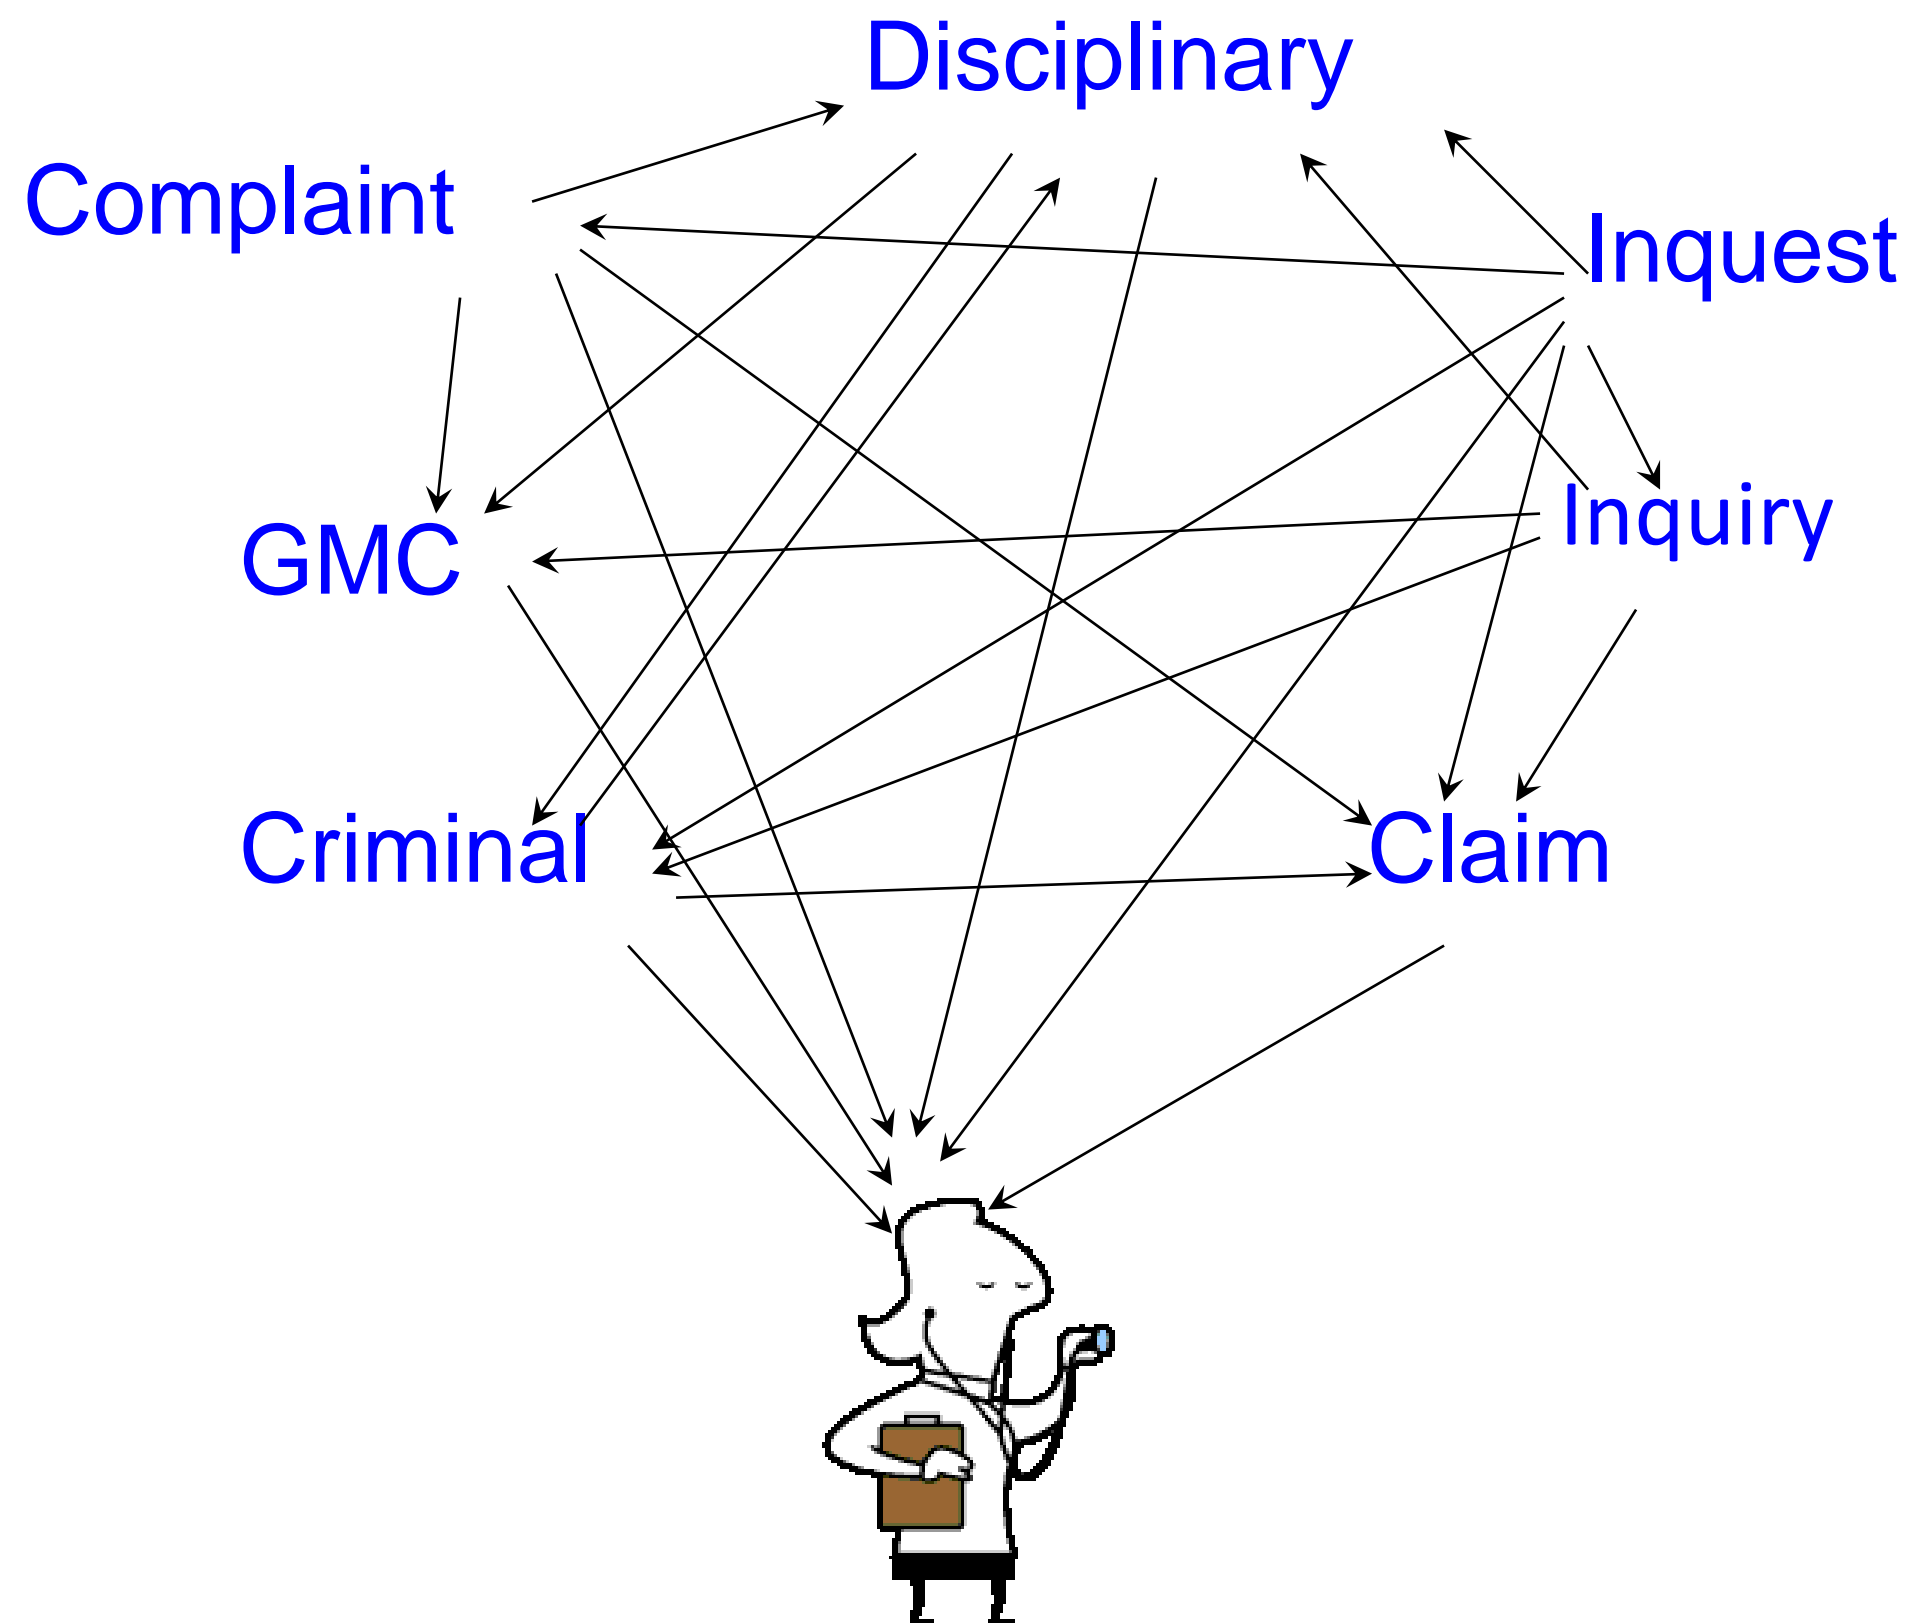 Disciplinary
Complaint
Inquest
Inquiry
GMC
Criminal
Claim